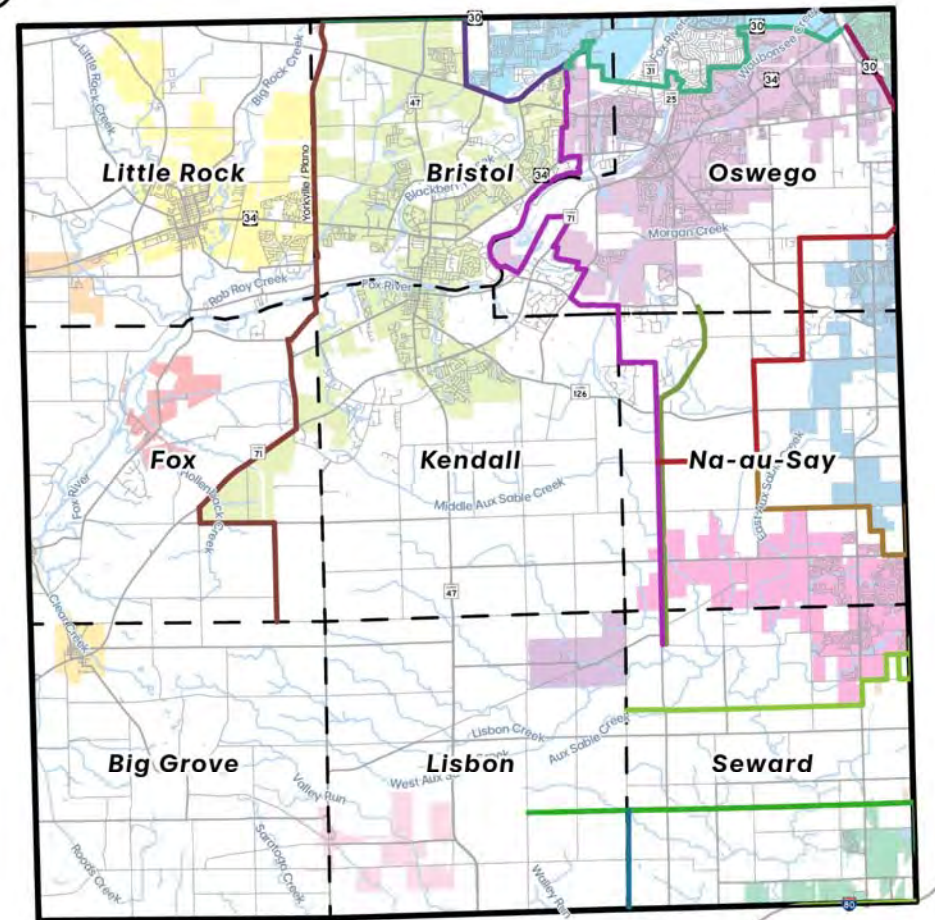 30
Little Rock Creek
Big Rock Creek
Fox River
Waubonsee Creek
30
31
34
30
47
25
Little Rock
Bristol
Oswego
34
Yorkville / Plano
34
71
Morgan Creek
Rob Roy Creek
Fox River
126
Fox
71
Kendall
Na-au-Say
Fox River
Hollenback Creek
Middle Aux Sable Creek
East Aux Sable Creek
47
Clear Creek
Lisbon Creek
Aux Sable Creek
Big Grove
Lisbon
Seward
West Aux
Valley Run
Roods Creek
Saratoga Creek
Valley Run
80